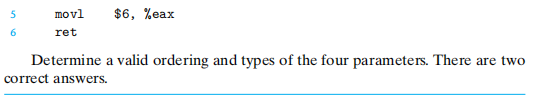 5 movl $6, %eax
6 ret
Determine a valid ordering and types of the four parameters. There are two
correct answers.